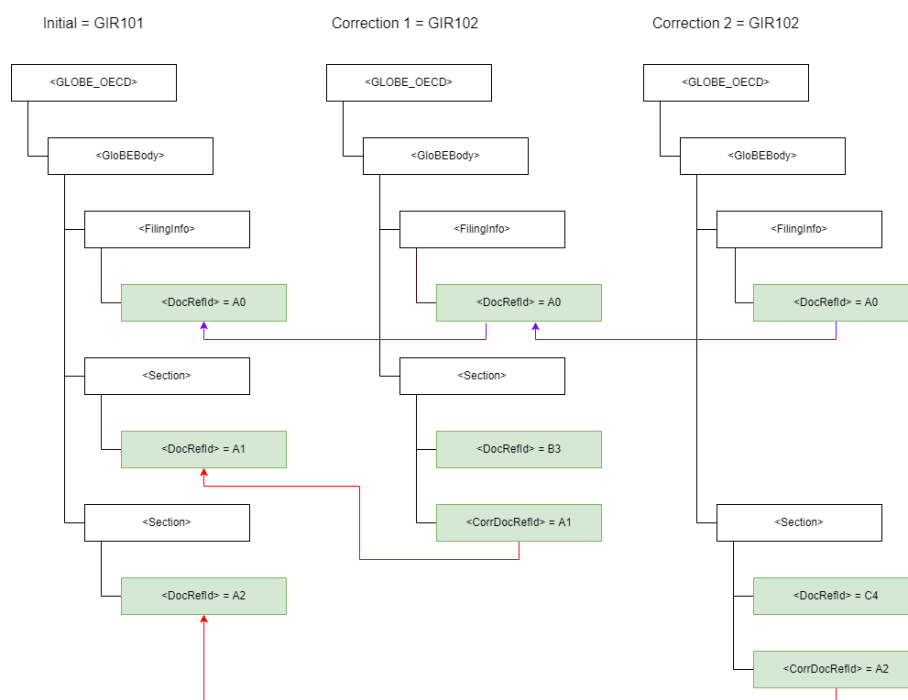 Initial = GIR101
Correction 1 = GIR102
Correction 2 = GIR102
<GLOBE_OECD>
<GLOBE_OECD>
<GLOBE_OECD>
<GloBEBody>
<GloBEBody>
<GloBEBody>
<FilingInfo>
<FilingInfo>
<FilingInfo>
<DocRefId> = A0
<DocRefId> = A0
<DocRefId> = A0
<Section>
<Section>
<DocRefId> = A1
<DocRefId> = B3
<Section>
<CorrDocRefId> = A1
<Section>
<DocRefId> = A2
<DocRefId> = C4
<CorrDocRefId> = A2